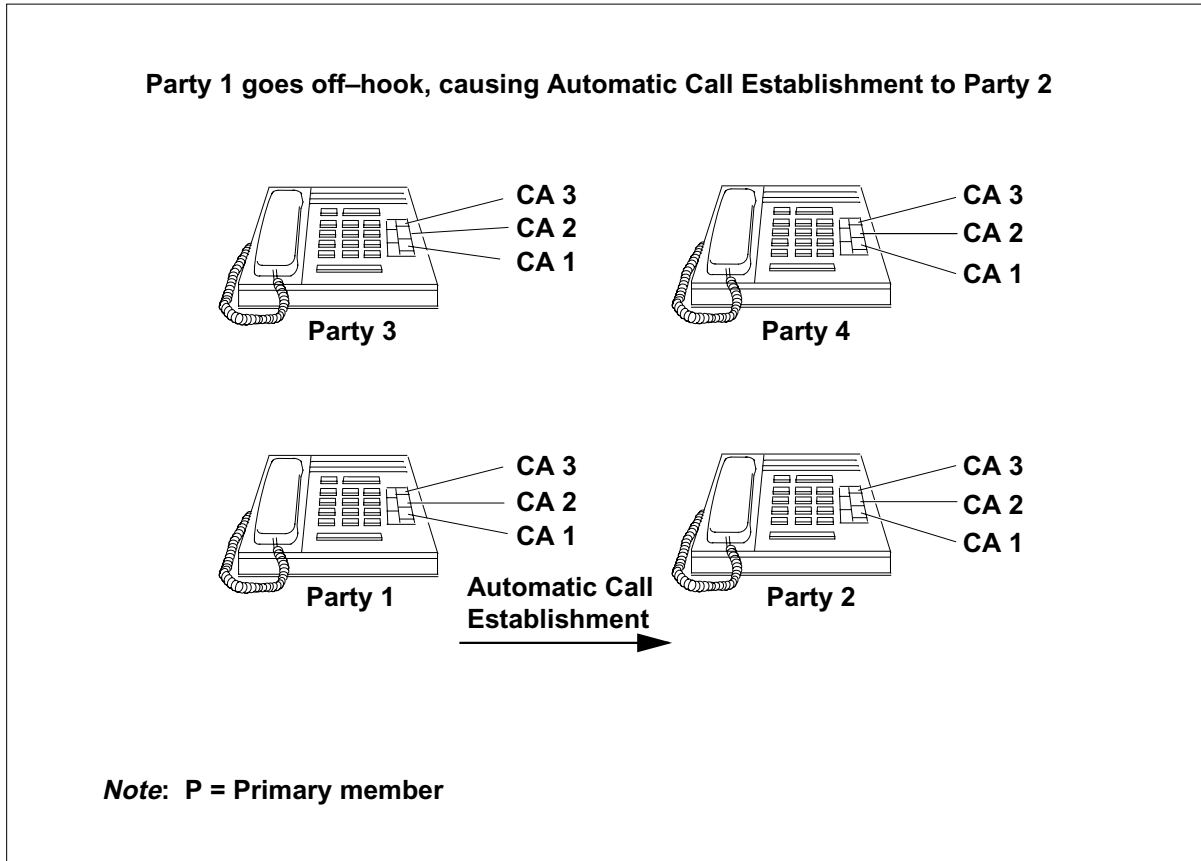 Party 1 goes off–hook, causing Automatic Call Establishment to Party 2
CA 3
CA 2
CA 1
Party 3
CA 3
CA 2
CA 1
Party 4
CA 3
CA 2
CA 1
Party 1
Automatic Call
Establishment
CA 3
CA 2
CA 1
Party 2
Note: P = Primary member